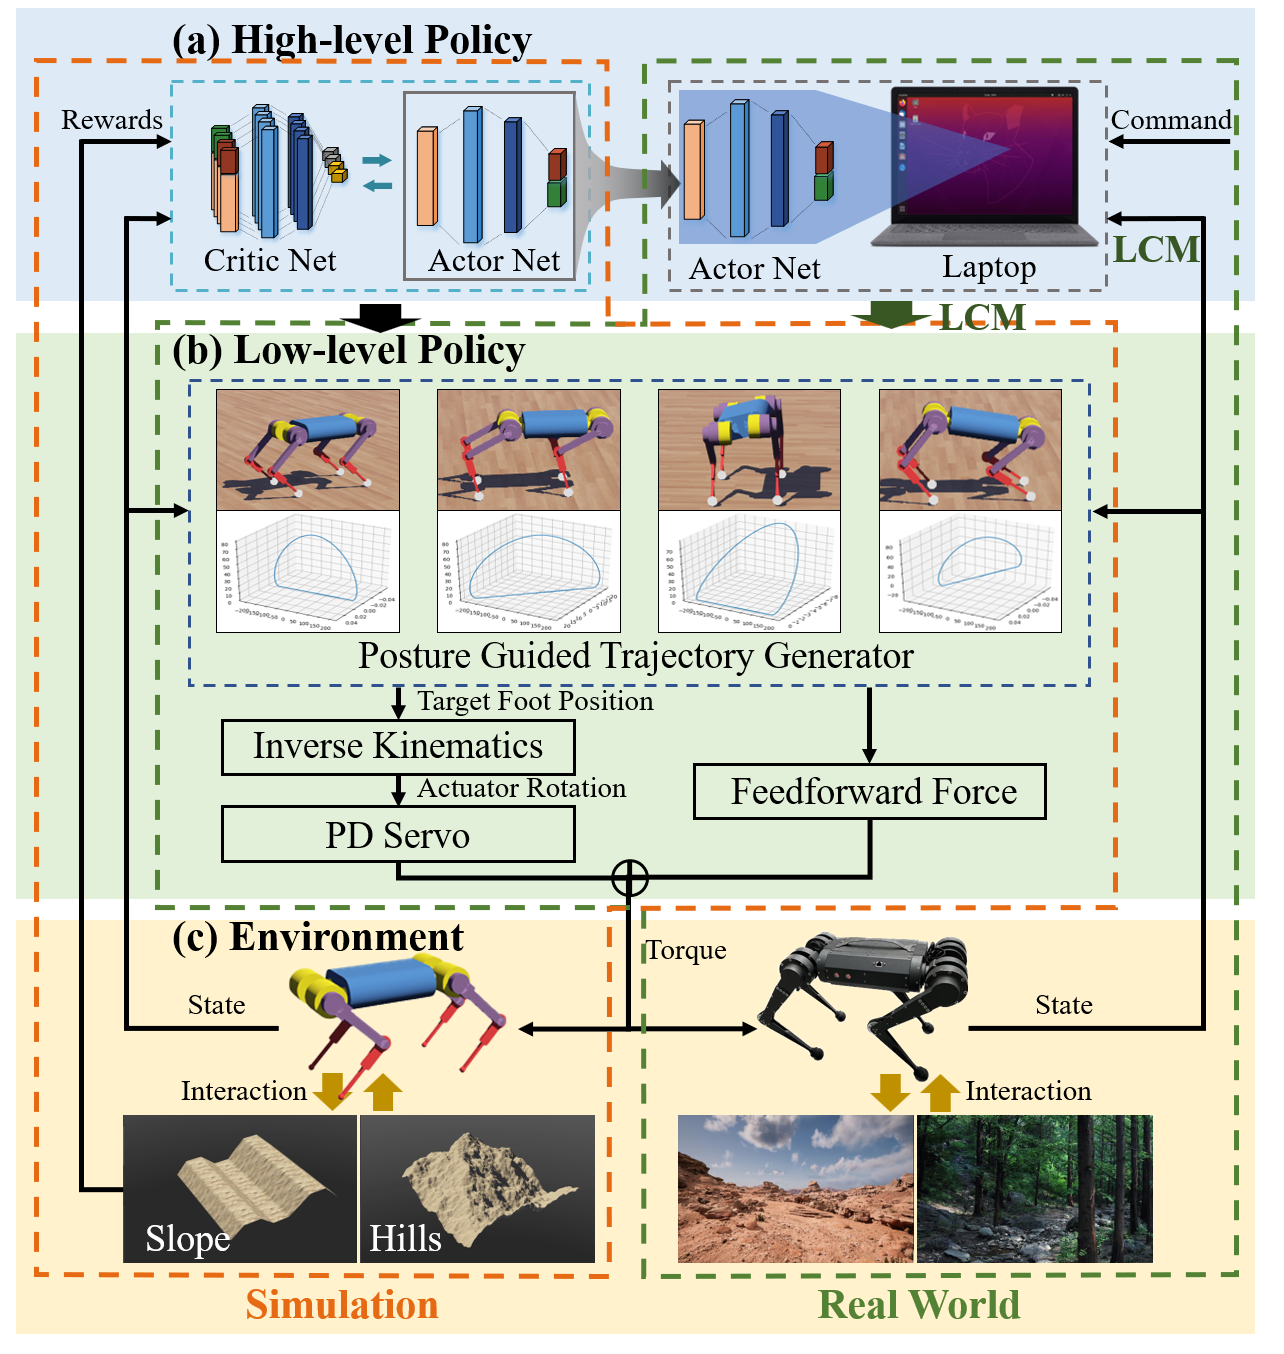 (a) High-level Policy
Rewards
Command
Critic Net
Actor Net
Actor Net
Laptop
LCM
LCM
(b) Low-level Policy
Posture Guided Trajectory Generator
Target Foot Position
Inverse Kinematics
Actuator Rotation
Feedforward Force
PD Servo
(c) Environment
Torque
State
State
Interaction
Interaction
Slope
Hills
Simulation
Real World